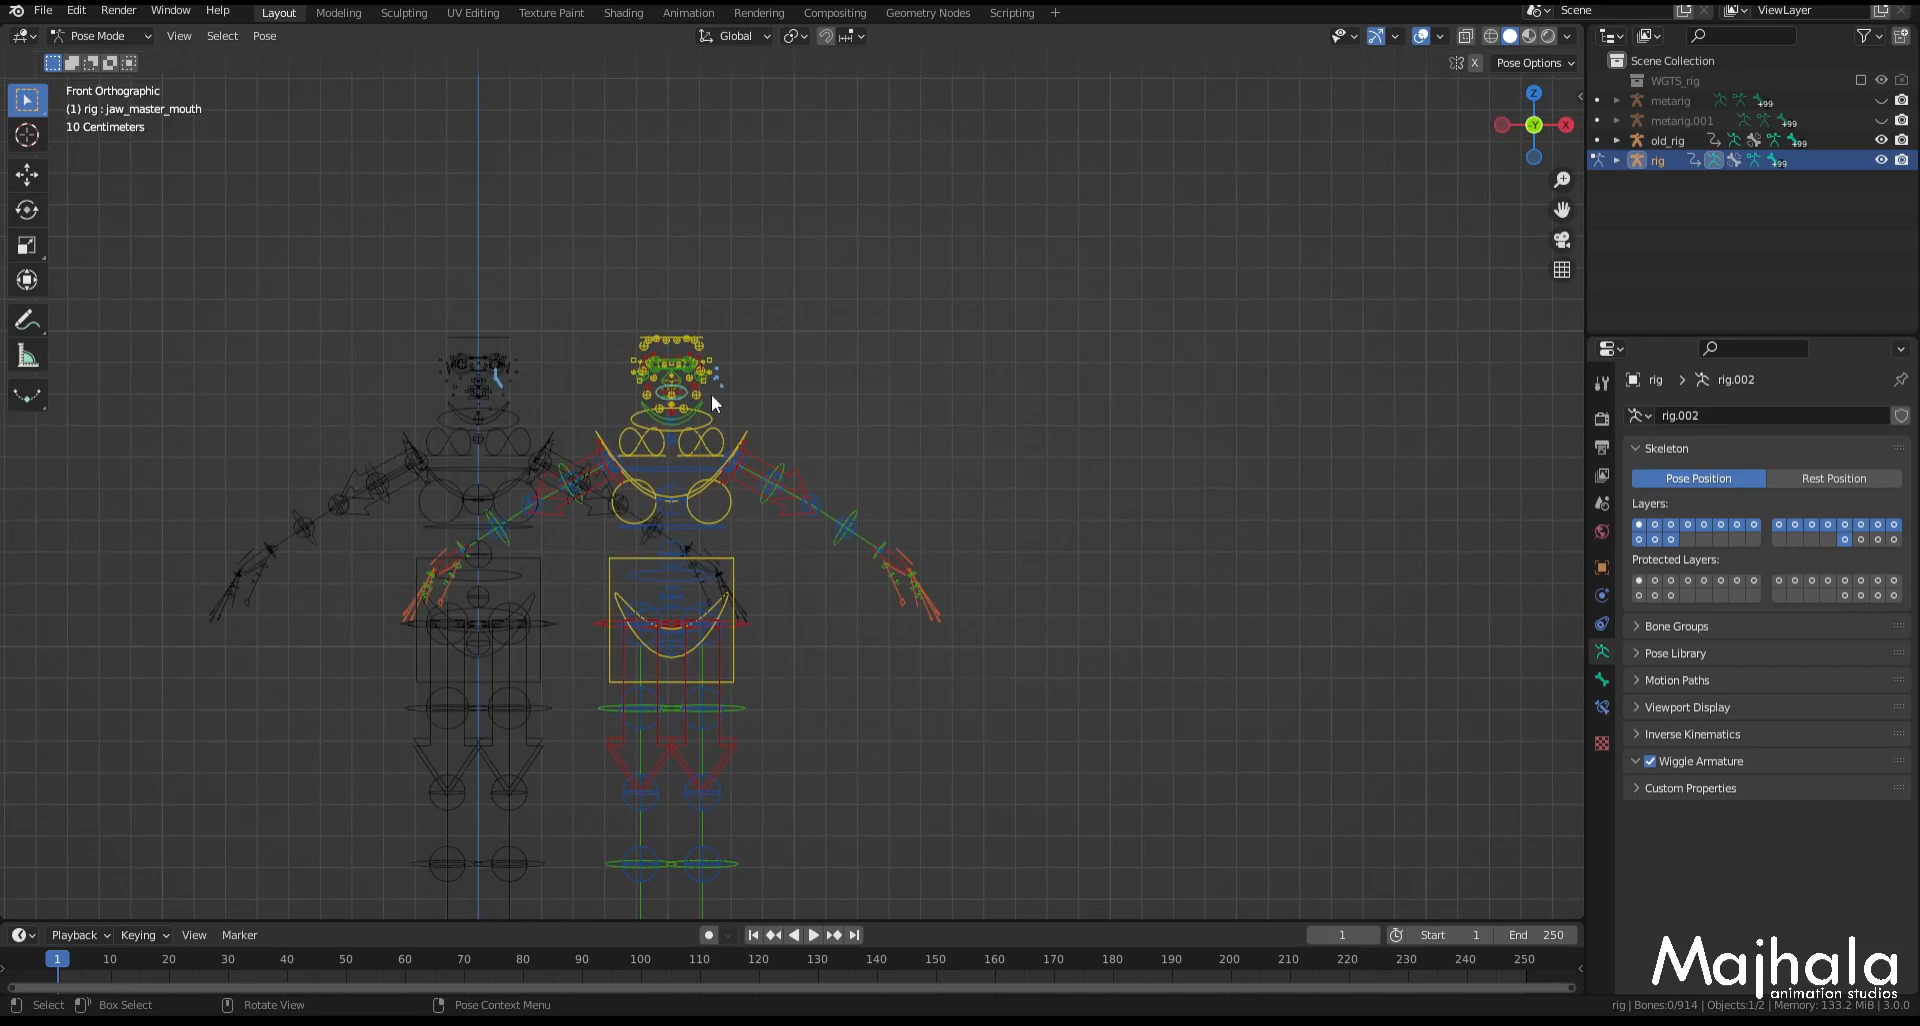 File Edit Render Window Help
Layout Modeling Sculpting UV Editing Texture Paint Shading Animation Rendering Compositing Geometry Nodes Scripting +
Scene ViewLayer
Pose Mode View Select Pose Global
X Pose Options
Front Orthographic
(1) rig : jaw_master_mouth
10 Centimeters
Z
-Y
X
Scene Collection
WGTS_rig
metarig +99
metarig.001 +99
old_rig +99
rig +99
rig > rig.002
rig.002
Skeleton
Pose Position Rest Position
Layers:
Protected Layers:
Bone Groups
Pose Library
Motion Paths
Viewport Display
Inverse Kinematics
Wiggle Armature
Custom Properties
Playback Keying View Marker
1 Start 1 End 250
1 10 20 30 40 50 60 70 80 90 100 110 120 130 140 150 160 170 180 190 200 210 220 230 240 250
Select Box Select Rotate View Pose Context Menu
Majhala
animation studios
rig | Bones:0/914 | Objects:1/2 | Memory: 133.2 MiB | 3.0.0